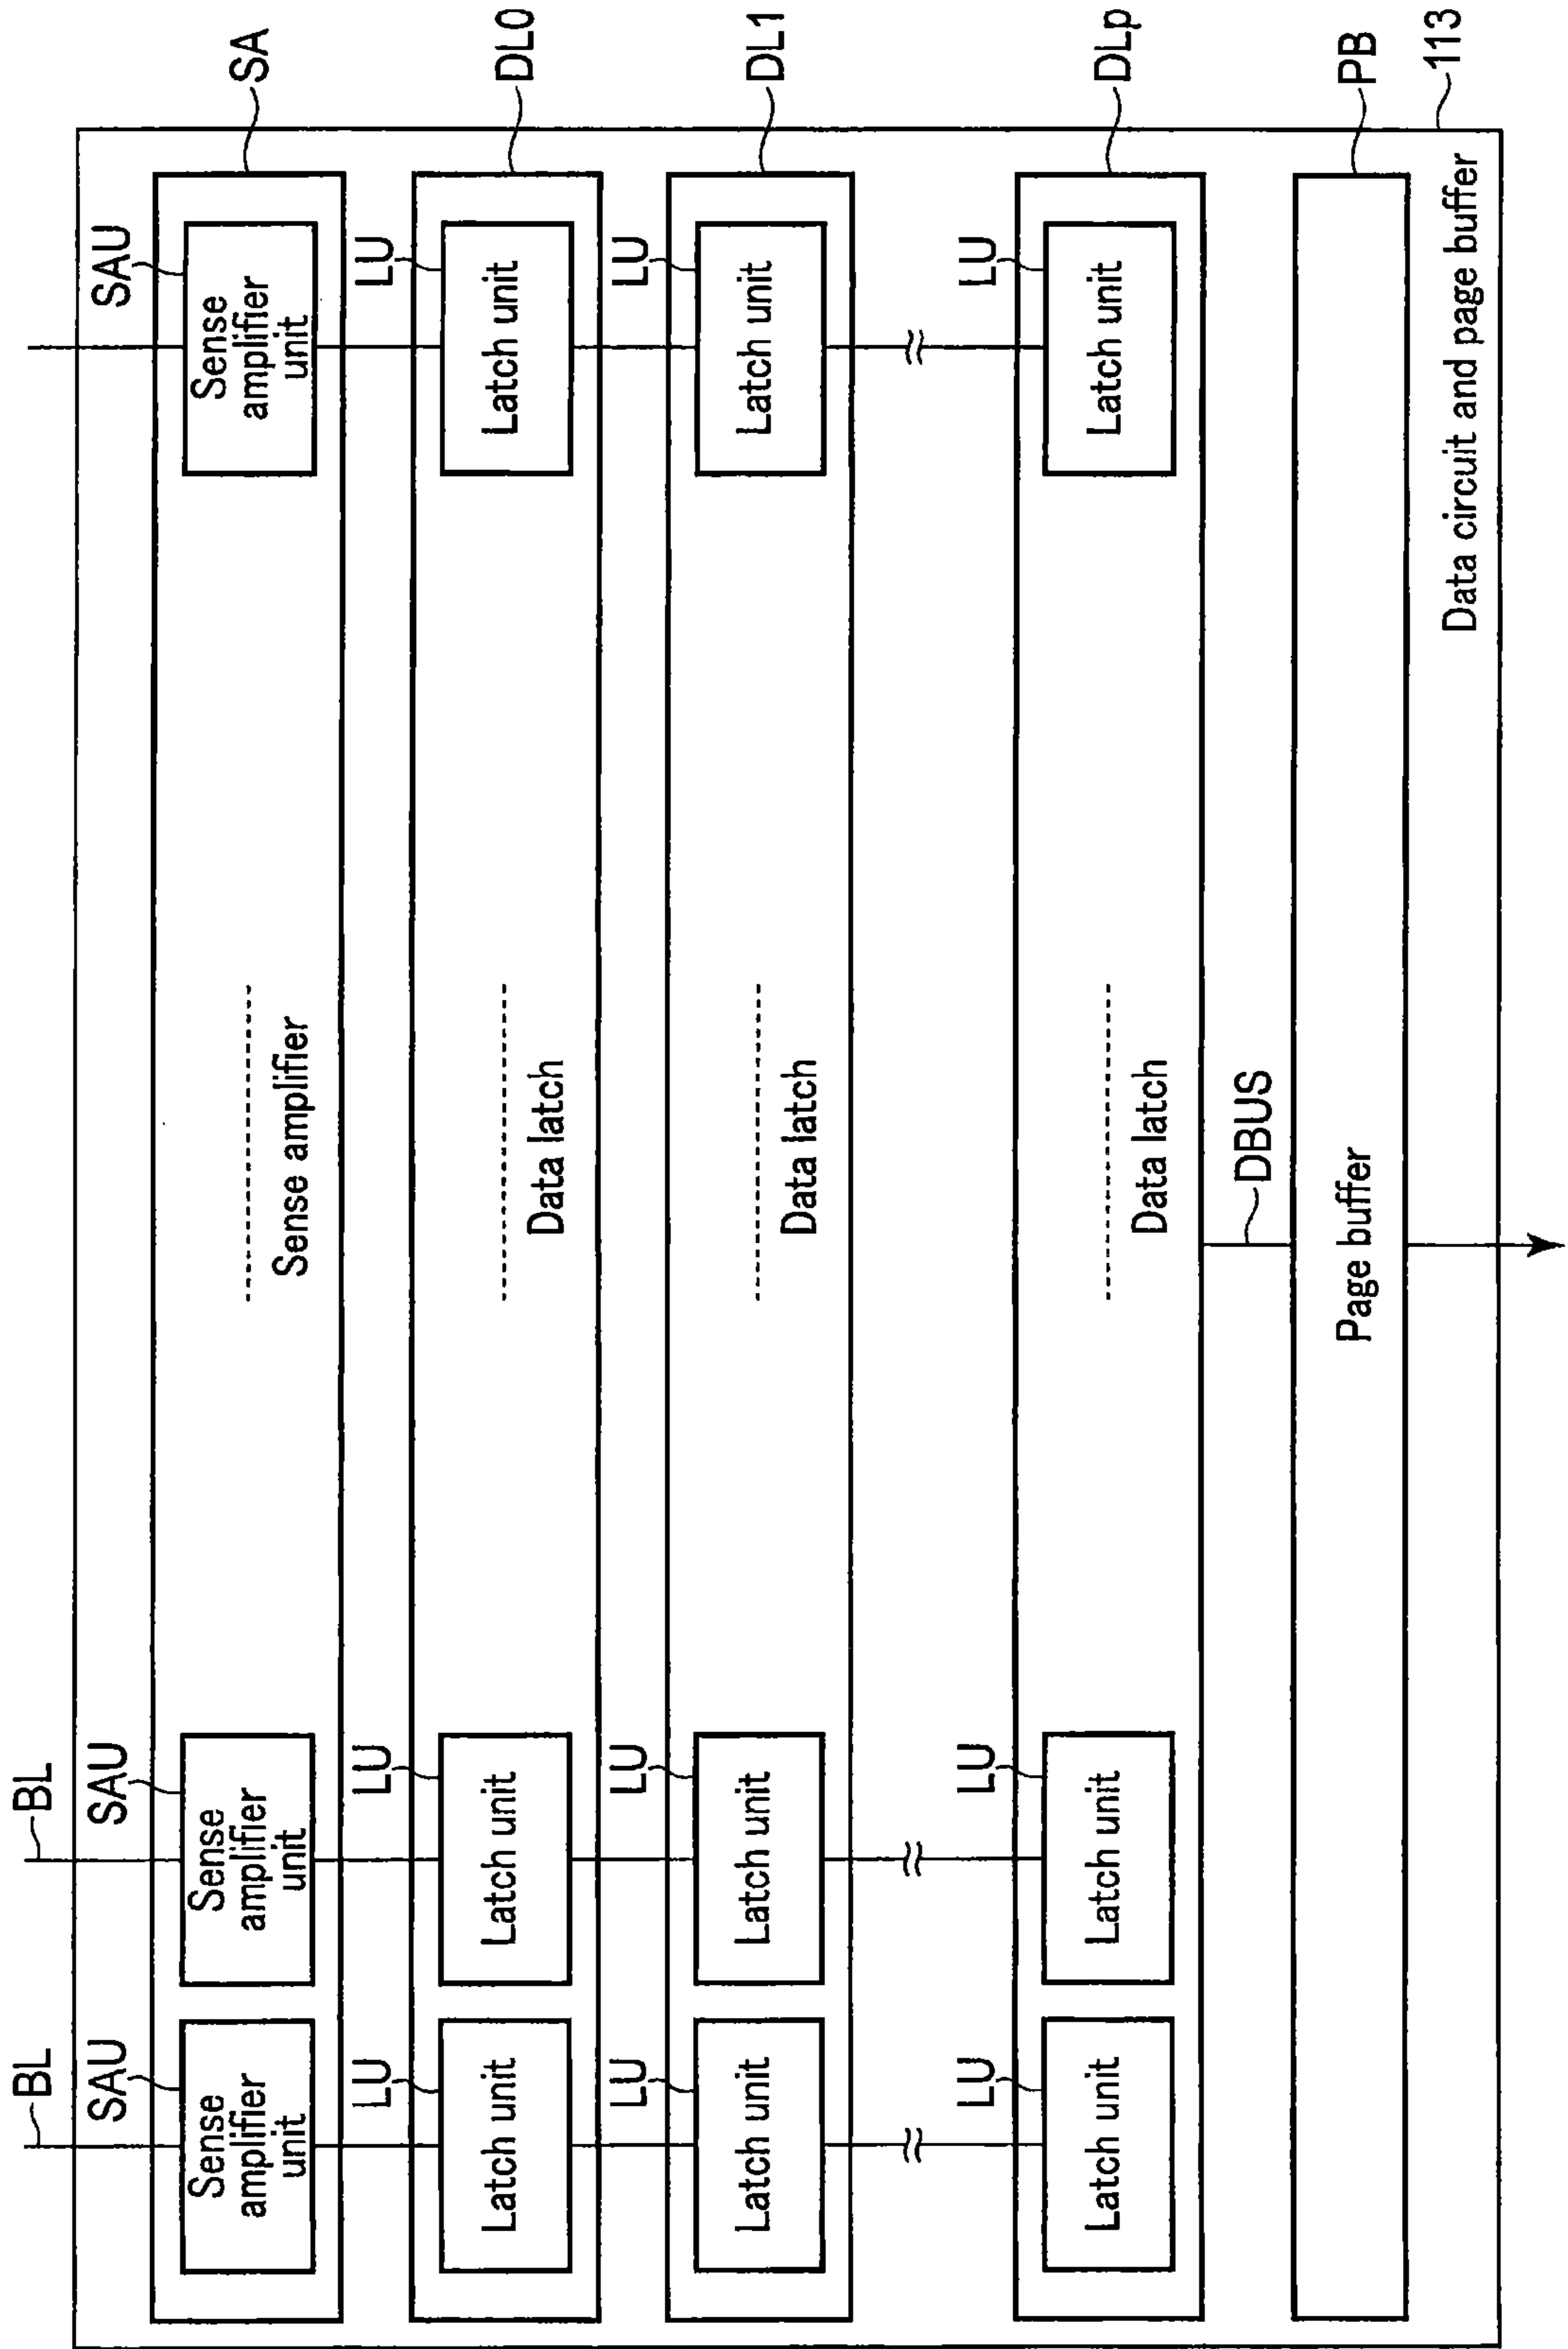 BL
BL
SAU
SAU
SAU
Sense
amplifier
unit
Sense
amplifier
unit
Sense
amplifier
unit
SA
Sense amplifier
LU
LU
LU
Latch unit
Latch unit
Latch unit
DL0
Data latch
LU
LU
LU
Latch unit
Latch unit
Latch unit
DL1
Data latch
LU
LU
LU
Latch unit
Latch unit
Latch unit
DLp
Data latch
DBUS
Page buffer
PB
Data circuit and page buffer
113